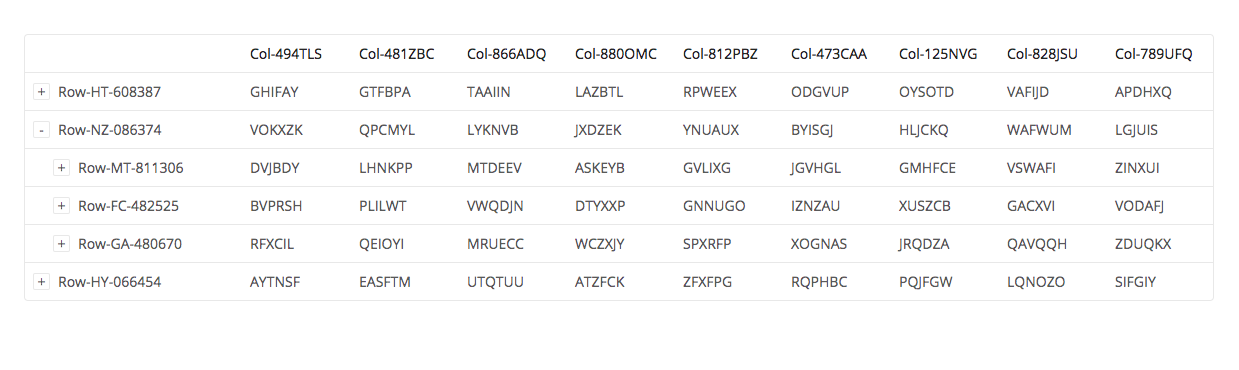 Col-494TLS Col-481ZBC Col-866ADQ Col-880OMC Col-812PBZ Col-473CAA Col-125NVG Col-828JSU Col-789UFQ
+ Row-HT-608387 GHIFAY GTFBPA TAAIIN LAZBTL RPWEEX ODGVUP OYSOTD VAFIJD APDHXQ
- Row-NZ-086374 VOKXZK QPCMYL LYKNVB JXDZEK YNUAUX BYISGJ HLJCKQ WAFWUM LGJUIS
+ Row-MT-811306 DVJBDY LHNKPP MTDEEV ASKEYB GVLIXG JGVHGL GMHFCE VSWAFI ZINXUI
+ Row-FC-482525 BVPRSH PLILWT VWQDJN DTYXXP GNNUGO IZNZAU XUSZCB GACXVI VODAFJ
+ Row-GA-480670 RFXCIL QEIOYI MRUECC WCZXJY SPXRFP XOGNAS JRQDZA QAVQQH ZDUQKX
+ Row-HY-066454 AYTNSF EASFTM UTQTUU ATZFCK ZFXFPG RQPHBC PQJFGW LQNOZO SIFGIY